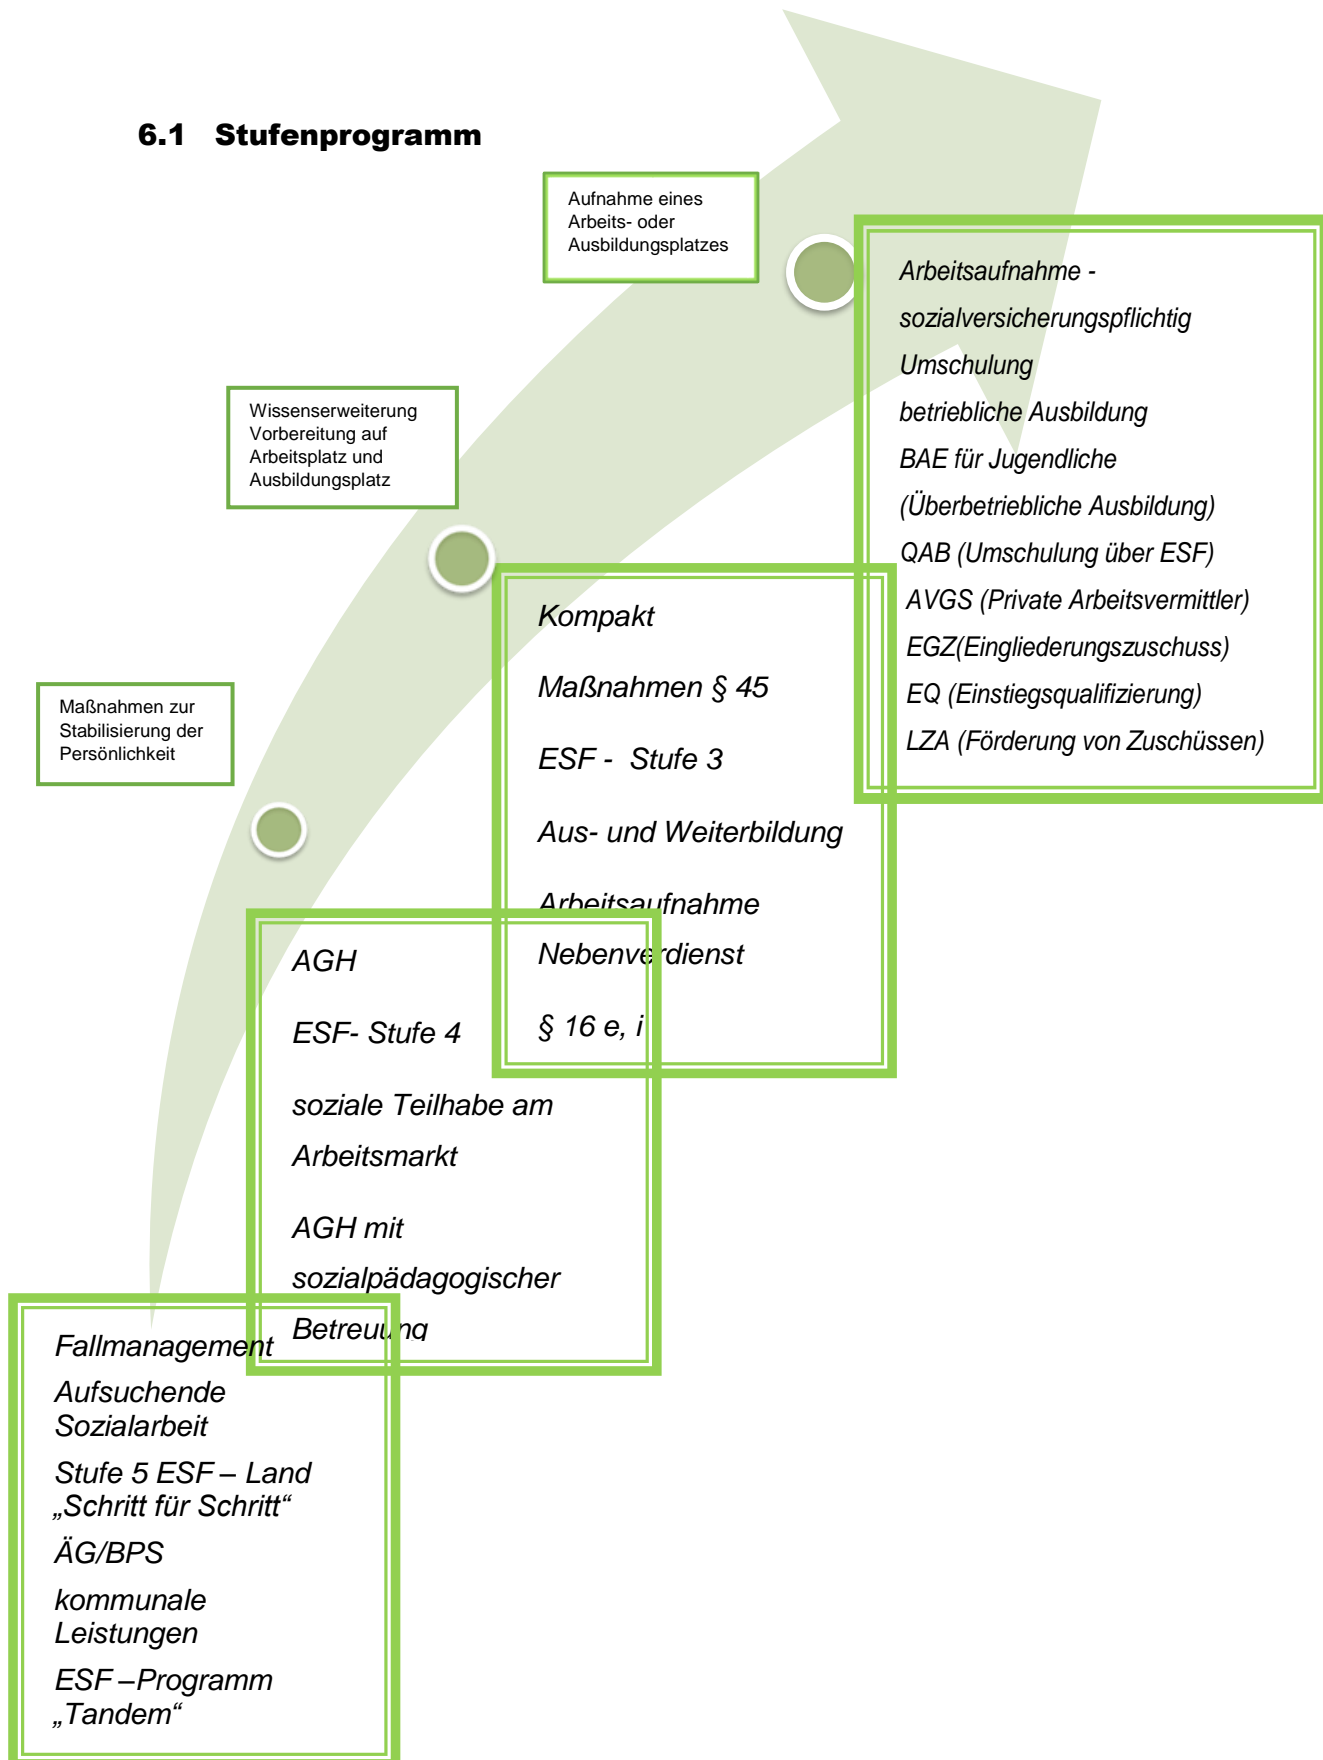 6.1 Stufenprogramm
Aufnahme eines
Arbeits- oder
Ausbildungsplatzes
Arbeitsaufnahme -
sozialversicherungspflichtig
Umschulung
betriebliche Ausbildung
BAE für Jugendliche
(Überbetriebliche Ausbildung)
QAB (Umschulung über ESF)
AVGS (Private Arbeitsvermittler)
EGZ(Eingliederungszuschuss)
EQ (Einstiegsqualifizierung)
LZA (Förderung von Zuschüssen)
Wissenserweiterung
Vorbereitung auf
Arbeitsplatz und
Ausbildungsplatz
Kompakt
Maßnahmen § 45
ESF - Stufe 3
Aus- und Weiterbildung
Arbeitsaufnahme
Nebenverdienst
§ 16 e, i
Maßnahmen zur
Stabilisierung der
Persönlichkeit
AGH
ESF- Stufe 4
soziale Teilhabe am
Arbeitsmarkt
AGH mit
sozialpädagogischer
Betreuung
Fallmanagement
Aufsuchende
Sozialarbeit
Stufe 5 ESF – Land
„Schritt für Schritt“
ÄG/BPS
kommunale
Leistungen
ESF –Programm
„Tandem“